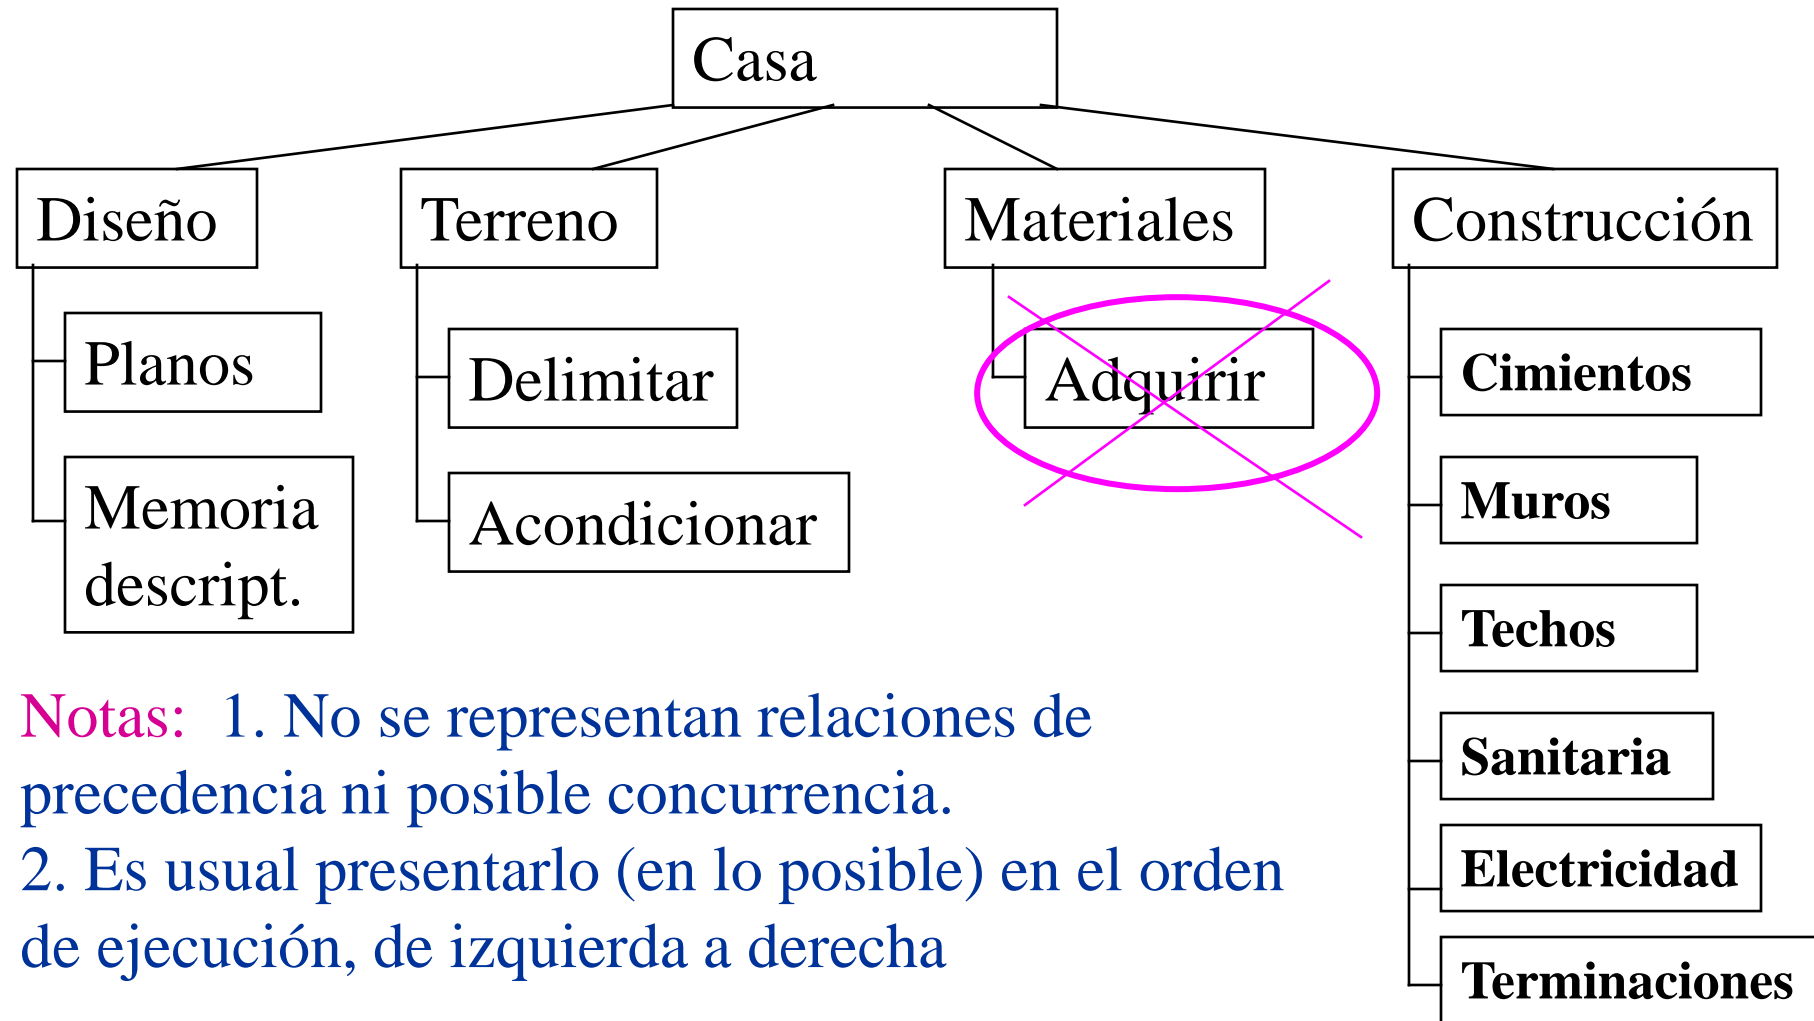 Casa
Diseño
Terreno
Materiales
Construcción
Planos
Memoria
descript.
Delimitar
Acondicionar
Adquirir
Cimientos
Muros
Techos
Sanitaria
Electricidad
Terminaciones
Notas: 1. No se representan relaciones de
precedencia ni posible concurrencia.
2. Es usual presentarlo (en lo posible) en el orden
de ejecución, de izquierda a derecha